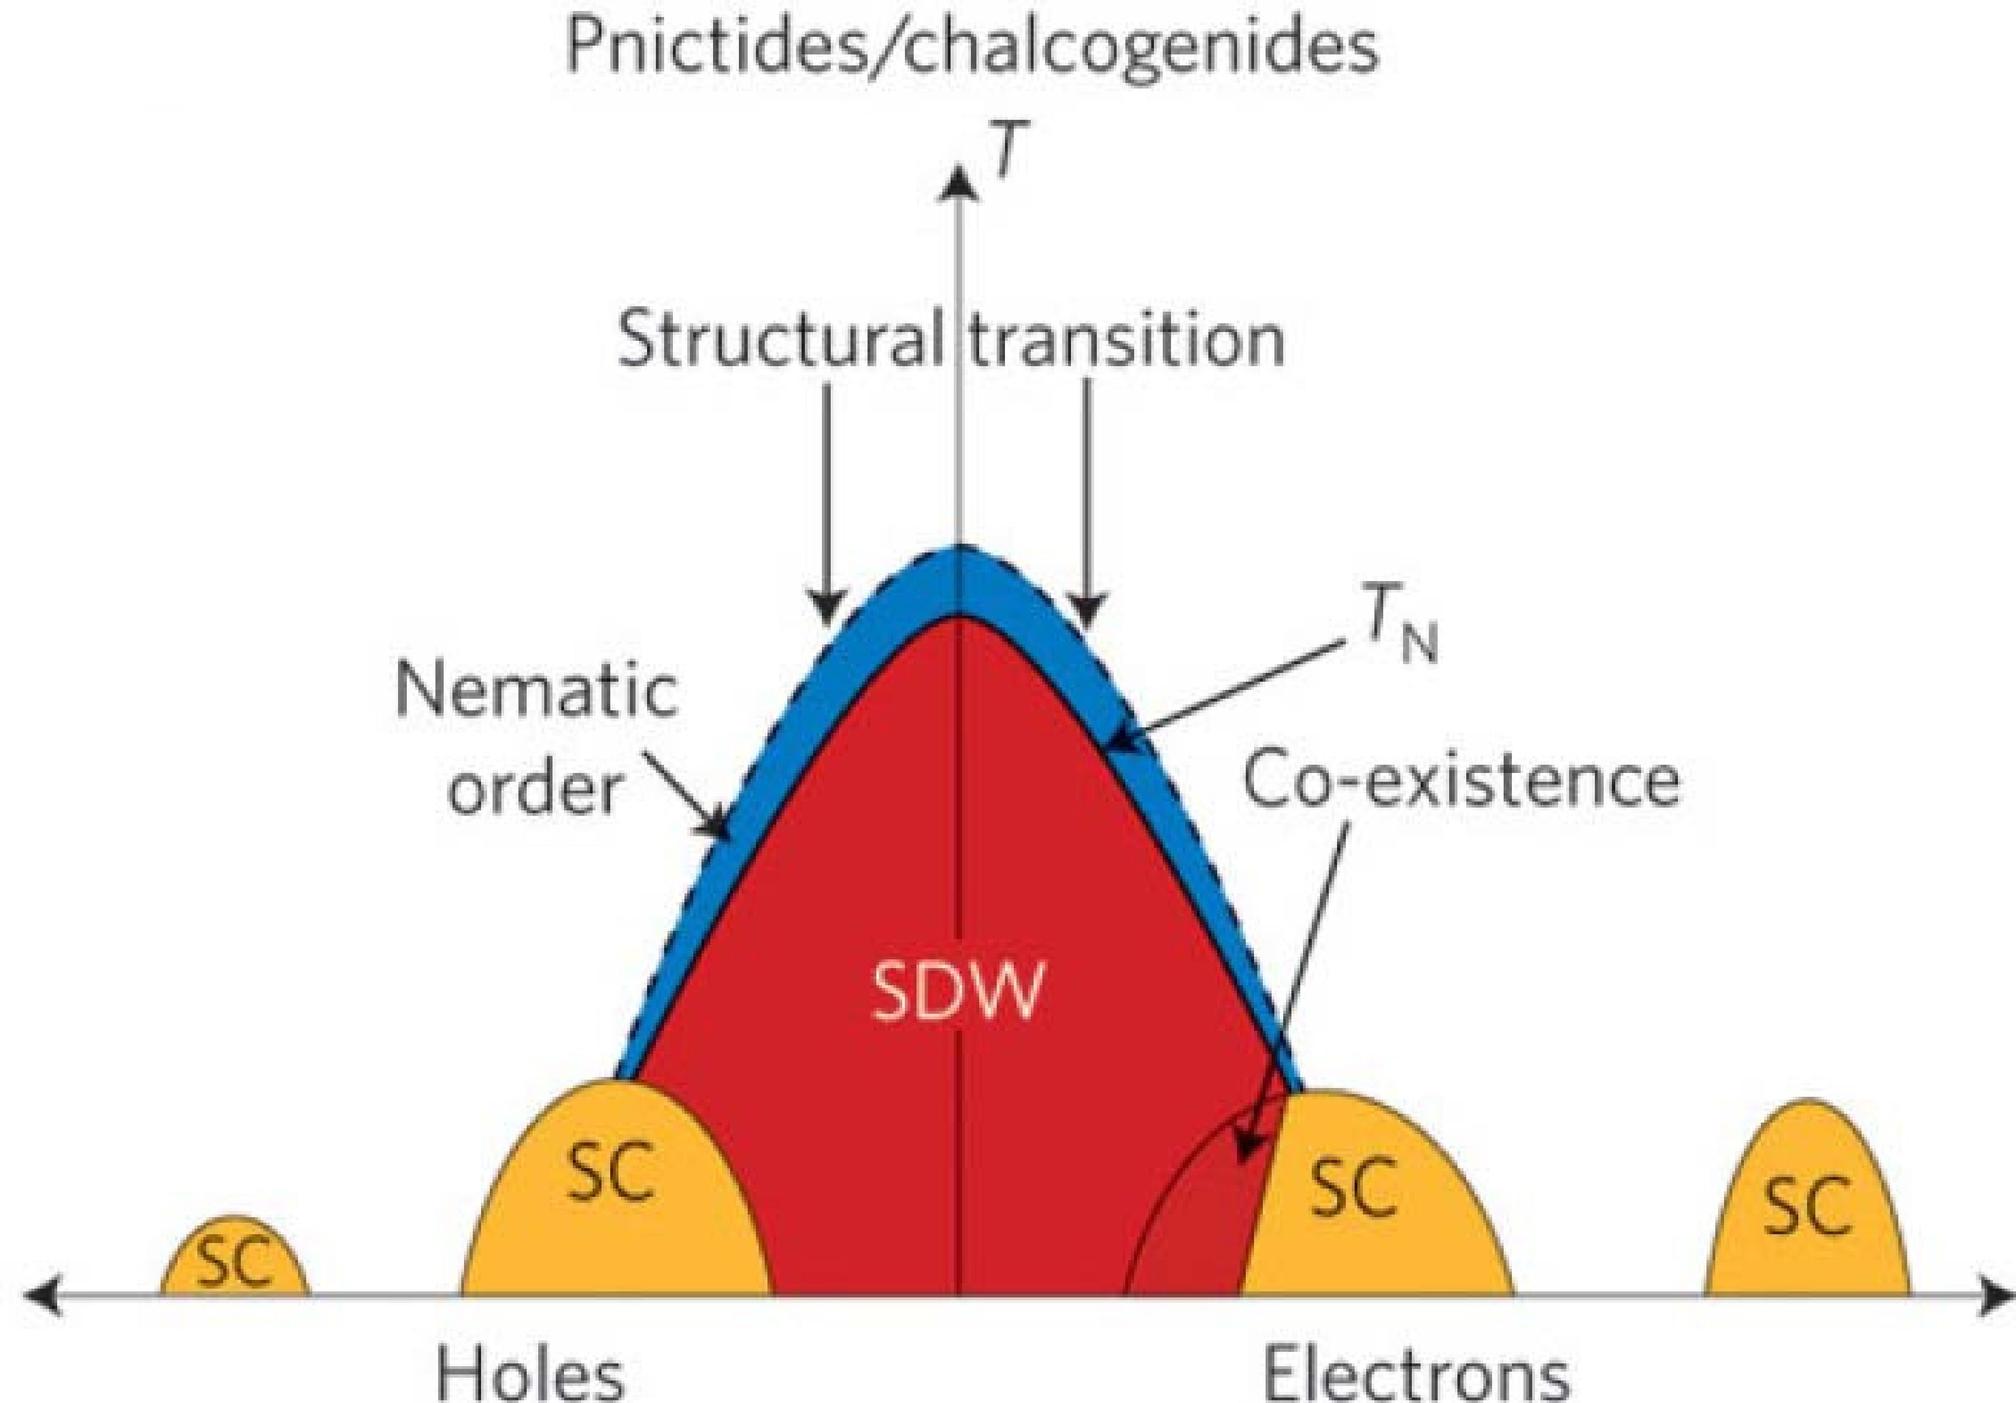 Pnictides/chalcogenides
T
Structural transition
T_N
Nematic
order
Co-existence
SDW
SC
SC
SC
SC
Holes
Electrons